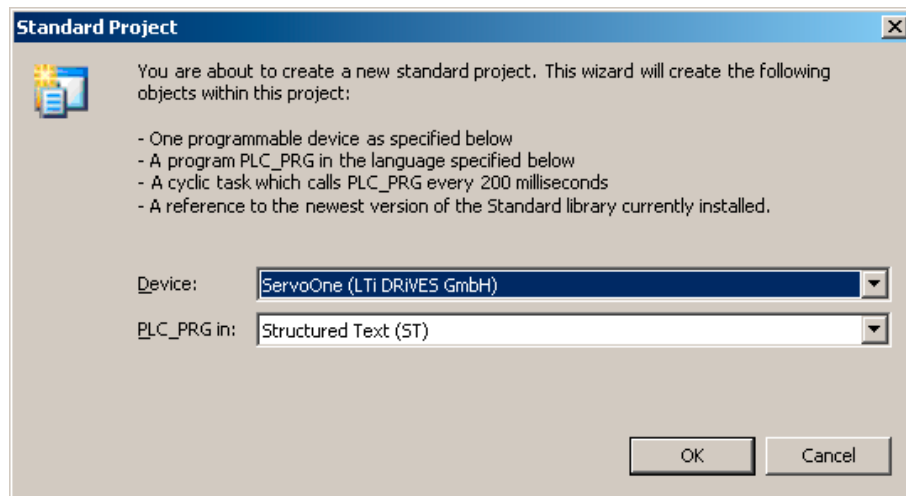 Standard Project
You are about to create a new standard project. This wizard will create the following
objects within this project:
- One programmable device as specified below
- A program PLC_PRG in the language specified below
- A cyclic task which calls PLC_PRG every 200 milliseconds
- A reference to the newest version of the Standard library currently installed.
Device: ServoOne (LTi DRiVES GmbH)
PLC_PRG in: Structured Text (ST)
OK Cancel